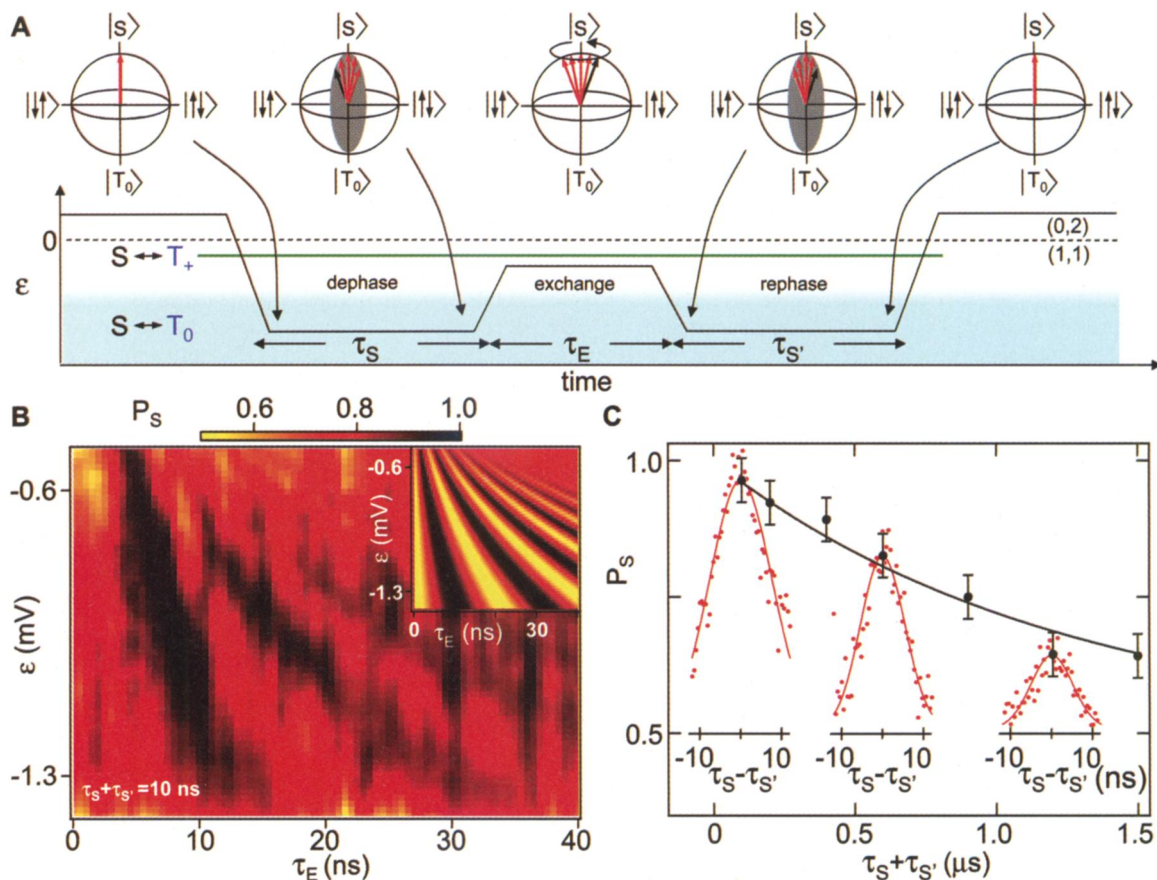 A
|S⟩ |S⟩ |S⟩ |S⟩ |S⟩
|↓↑⟩ |↑↓⟩ |↓↑⟩ |↑↓⟩ |↓↑⟩ |↑↓⟩ |↓↑⟩ |↑↓⟩ |↓↑⟩ |↑↓⟩
|T₀⟩ |T₀⟩ |T₀⟩ |T₀⟩ |T₀⟩
0 (0,2)
S ↔ T₊ (1,1)
ε dephase exchange rephase
S ↔ T₀
τS τE τS'
time
B
PS 0.6 0.8 1.0
ε (mV)
-0.6
-1.3
τS+τS' =10 ns
0 10 20 30 40
τE (ns)
-0.6
ε (mV)
-1.3
0 τE (ns) 30
C
1.0
PS
0.5
-10 10 -10 10 -10 10
τS-τS' τS-τS' τS-τS' (ns)
0 0.5 1.0 1.5
τS+τS' (μs)